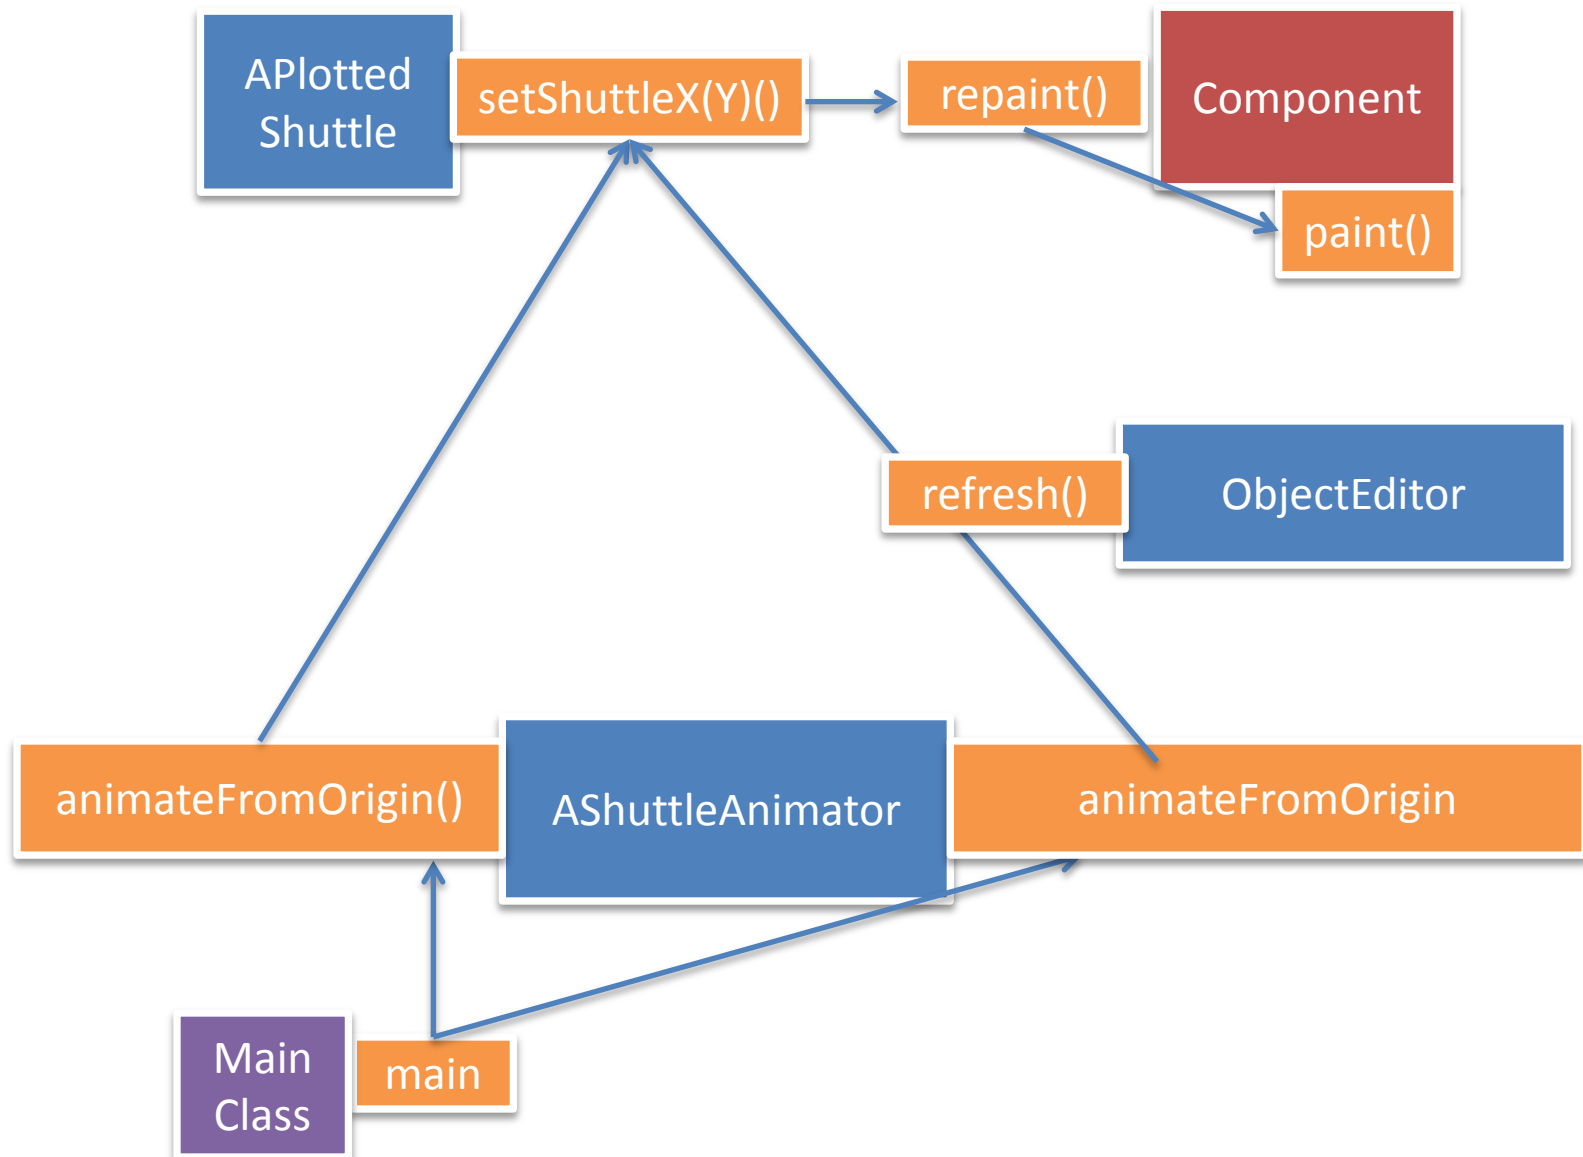 APlotted
Shuttle
setShuttleX(Y)()
repaint()
Component
paint()
refresh()
ObjectEditor
animateFromOrigin()
AShuttleAnimator
animateFromOrigin
Main
Class
main